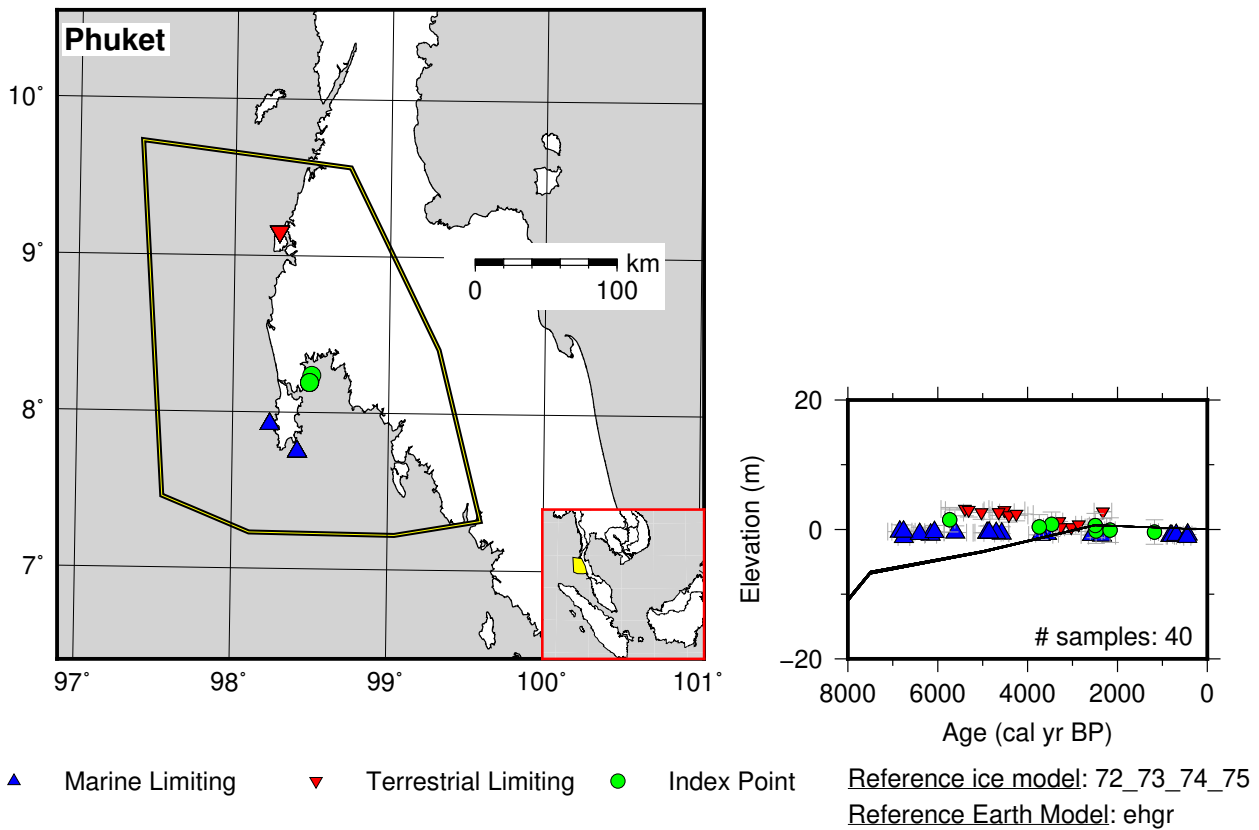 Phuket
10˚
9˚
8˚
7˚
97˚
98˚
99˚
100˚
101˚
km
0
100
20
0
−20
Elevation (m)
# samples: 40
8000
6000
4000
2000
0
Age (cal yr BP)
Marine Limiting
Terrestrial Limiting
Index Point
Reference ice model: 72_73_74_75
Reference Earth Model: ehgr